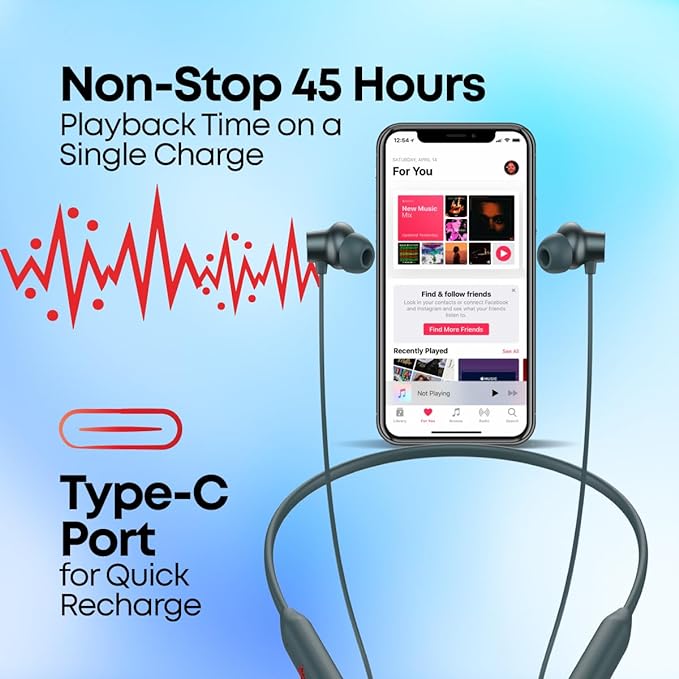 Non-Stop 45 Hours
Playback Time on a
Single Charge
12:54
SATURDAY, APRIL 14
For You
New Music
Mix
Updated Yesterday
Find & follow friends
Look in your contacts or connect Facebook
and Instagram and see what your friends
listen to.
Find More Friends
Recently Played
See All
MUSIC
Not Playing
Library
For You
Browse
Radio
Search
Type-C
Port
for Quick
Recharge